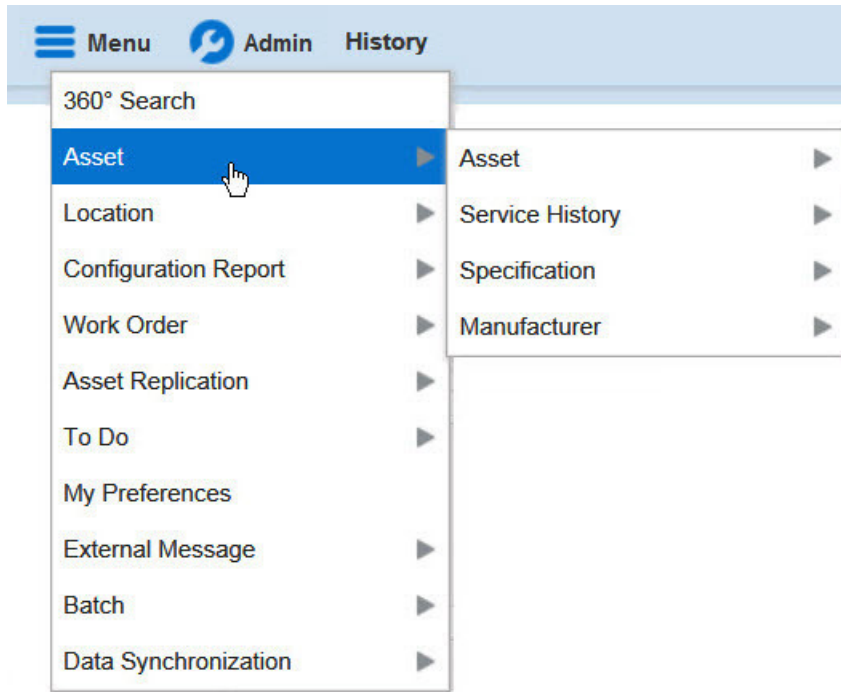 Menu Admin History
360° Search
Asset
Location
Configuration Report
Work Order
Asset Replication
To Do
My Preferences
External Message
Batch
Data Synchronization
Asset
Service History
Specification
Manufacturer